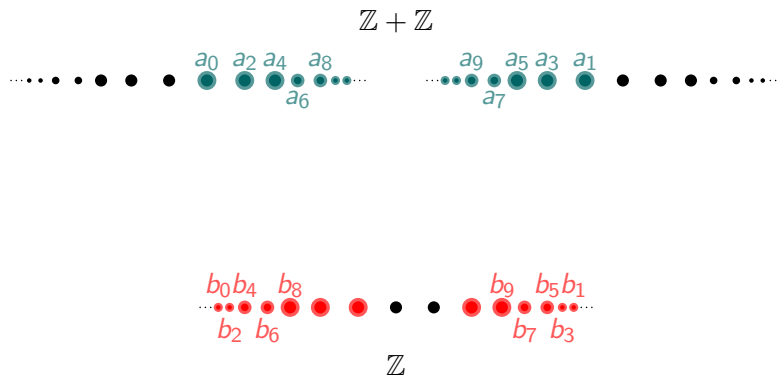 ℤ + ℤ
a₀ a₂ a₄ a₈ a₉ a₅ a₃ a₁
a₆ a₇
b₀ b₄ b₈ b₉ b₅ b₁
b₂ b₆ b₇ b₃
ℤ